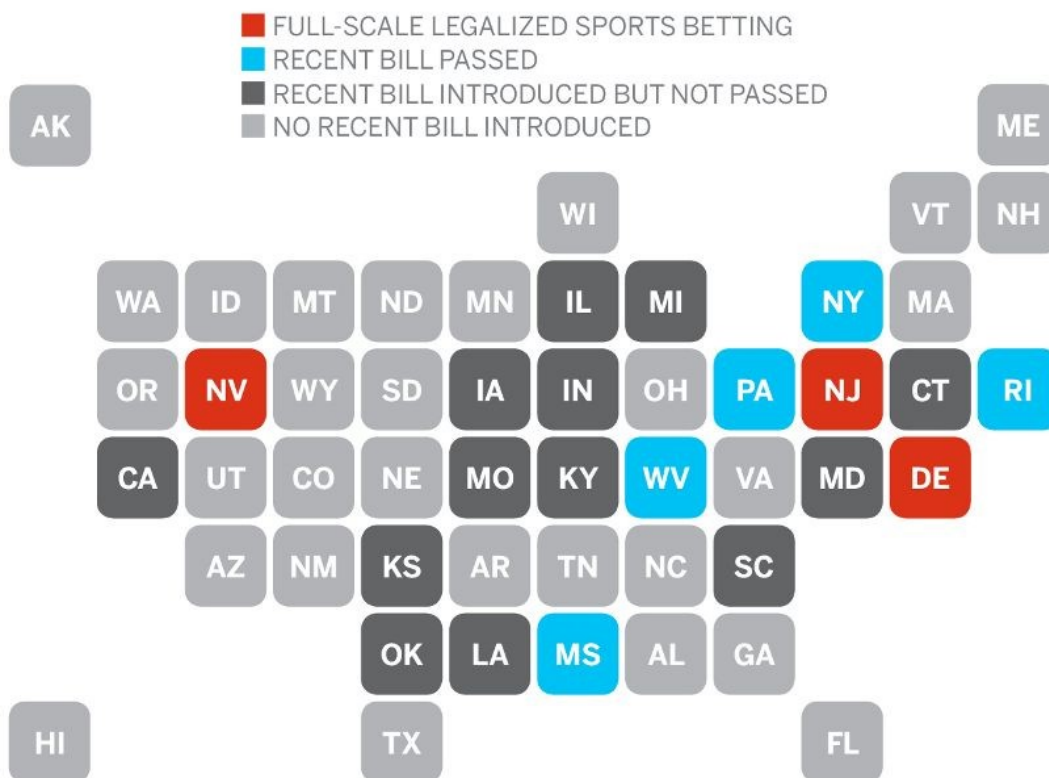 FULL-SCALE LEGALIZED SPORTS BETTING
RECENT BILL PASSED
RECENT BILL INTRODUCED BUT NOT PASSED
NO RECENT BILL INTRODUCED
AK ME
WI VT NH
WA ID MT ND MN IL MI NY MA
OR NV WY SD IA IN OH PA NJ CT RI
CA UT CO NE MO KY WV VA MD DE
AZ NM KS AR TN NC SC
OK LA MS AL GA
HI TX FL